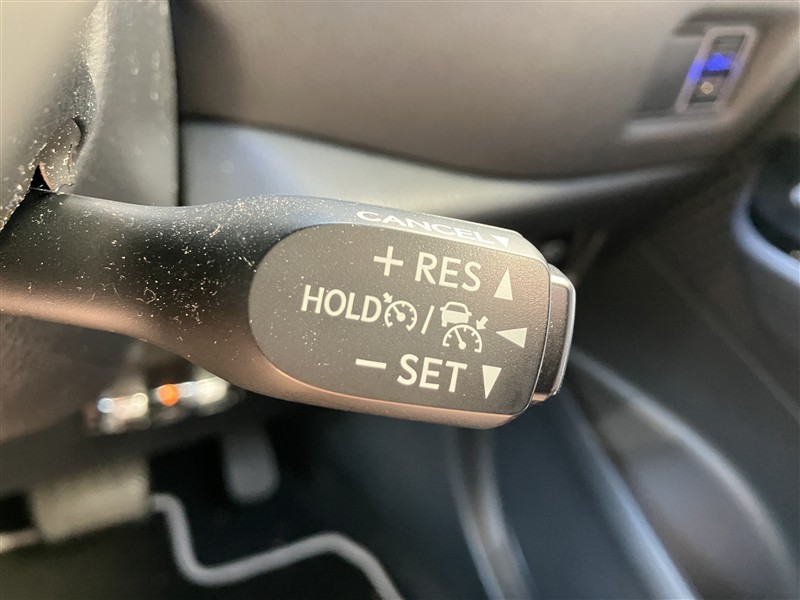 CANCEL
+ RES
HOLD /
− SET